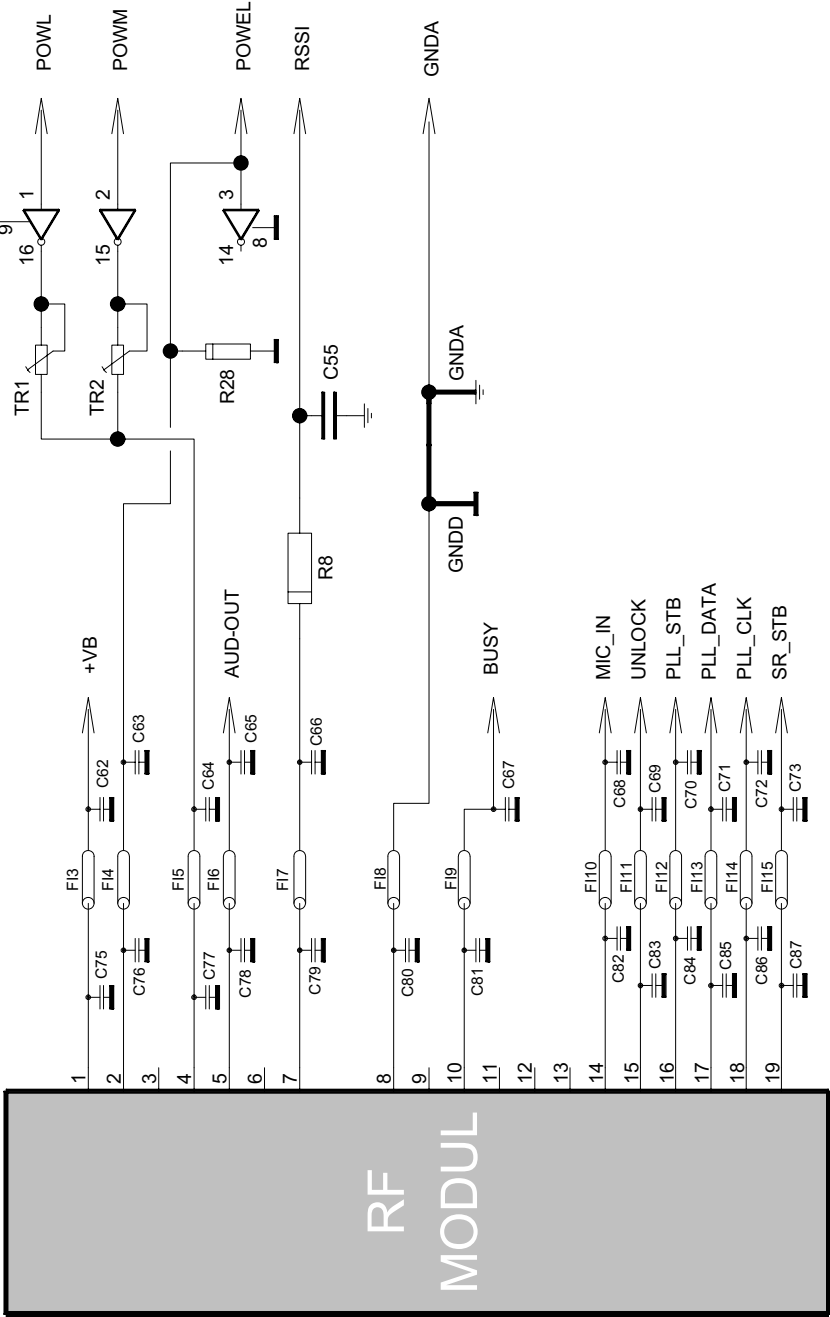 POWL
POWM
POWEL
RSSI
GNDA
9
1
2
3
16
15
14
8
TR1
TR2
R28
C55
GNDA
GNDD
R8
+VB
AUD-OUT
BUSY
MIC_IN
UNLOCK
PLL_STB
PLL_DATA
PLL_CLK
SR_STB
C62
C63
C64
C65
C66
C67
C68
C69
C70
C71
C72
C73
FI3
FI4
FI5
FI6
FI7
FI8
FI9
FI10
FI11
FI12
FI13
FI14
FI15
C75
C76
C77
C78
C79
C80
C81
C82
C83
C84
C85
C86
C87
1
2
3
4
5
6
7
8
9
10
11
12
13
14
15
16
17
18
19
RF
MODUL